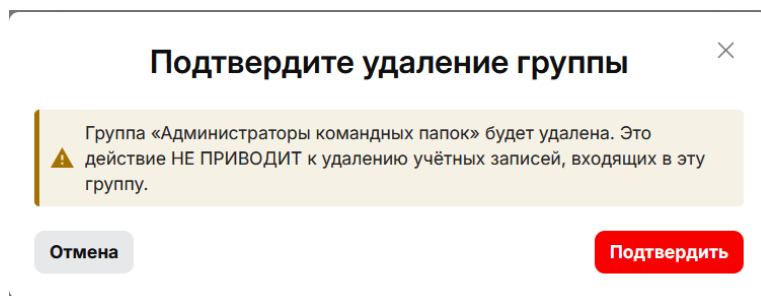 Подтвердите удаление группы
Группа «Администраторы командных папок» будет удалена. Это
действие НЕ ПРИВОДИТ к удалению учётных записей, входящих в эту
группу.
Отмена
Подтвердить